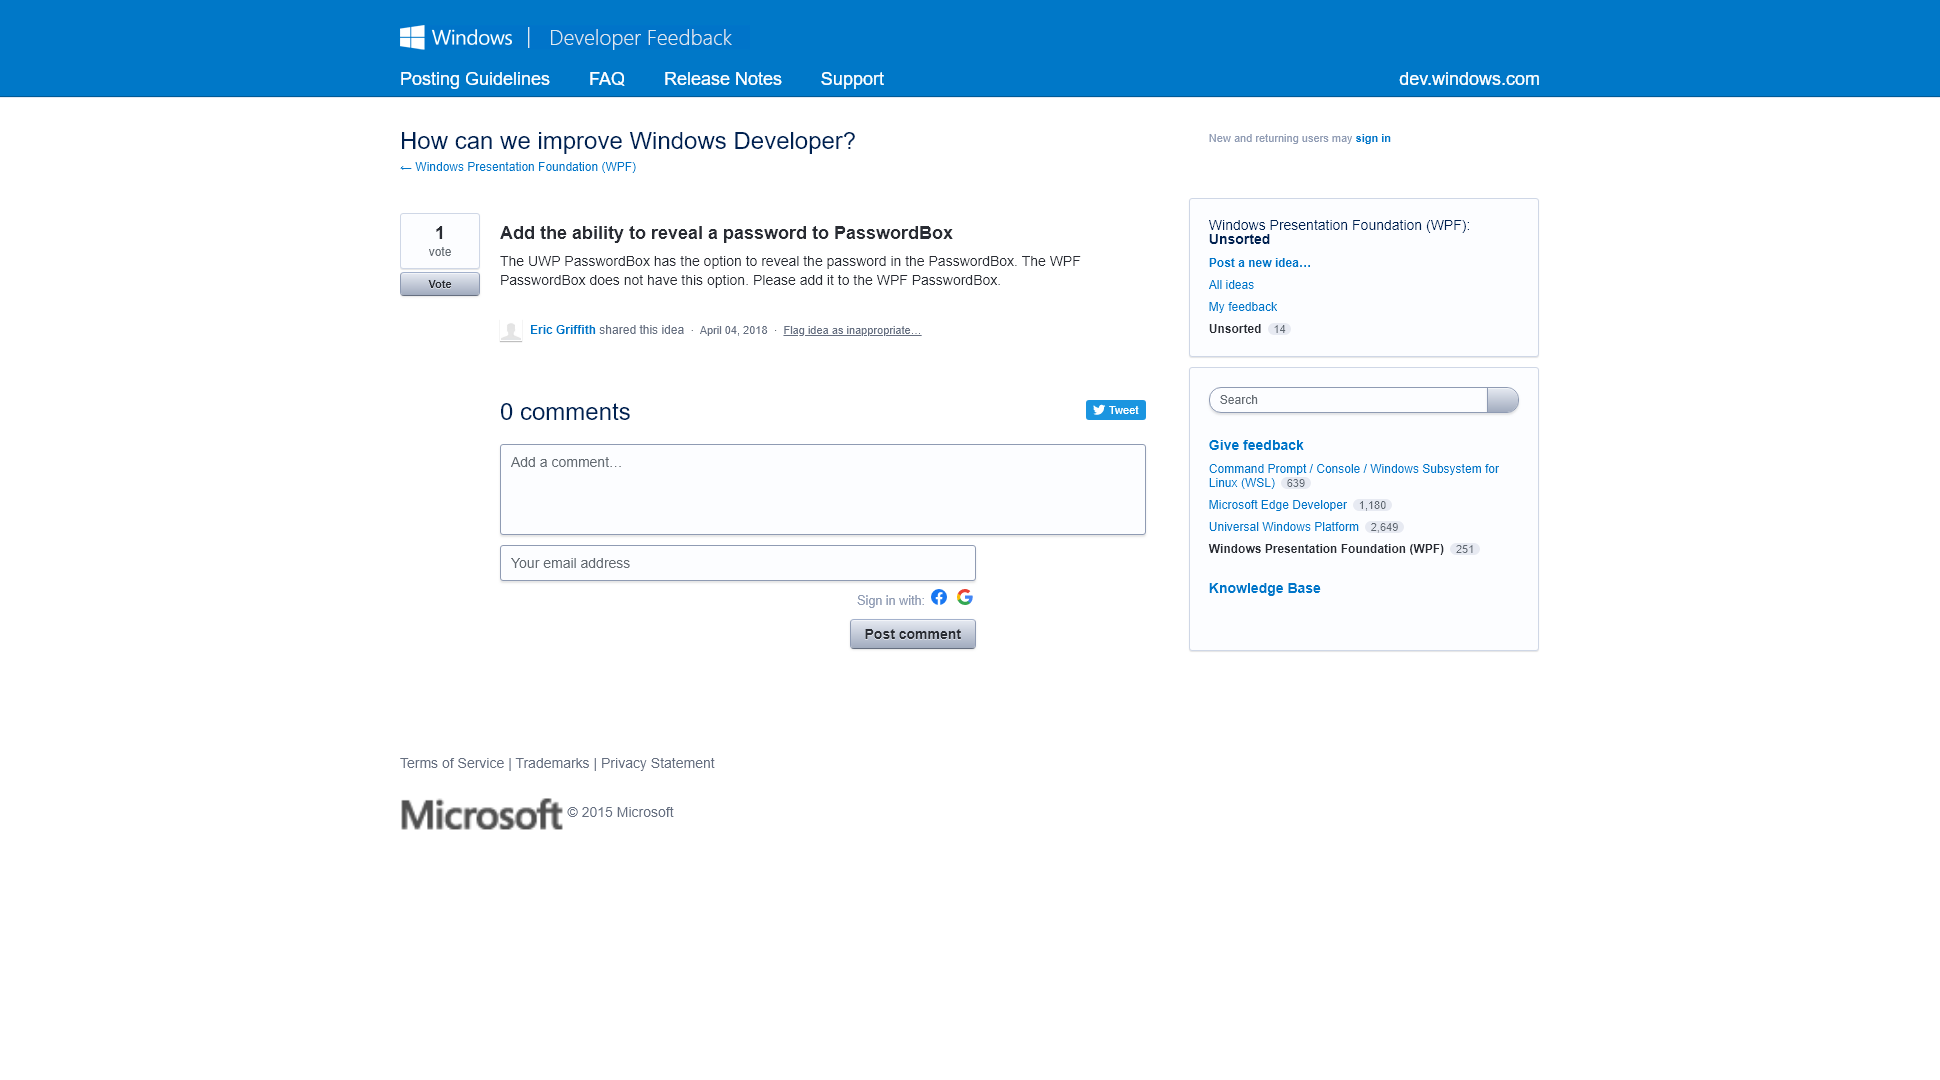 Windows | Developer Feedback
Posting Guidelines FAQ Release Notes Support dev.windows.com
How can we improve Windows Developer?
← Windows Presentation Foundation (WPF)
New and returning users may sign in
1
vote
Vote
Add the ability to reveal a password to PasswordBox
The UWP PasswordBox has the option to reveal the password in the PasswordBox. The WPF
PasswordBox does not have this option. Please add it to the WPF PasswordBox.
Eric Griffith shared this idea · April 04, 2018 · Flag idea as inappropriate…
0 comments
Tweet
Add a comment…
Your email address
Sign in with:
Post comment
Windows Presentation Foundation (WPF):
Unsorted
Post a new idea…
All ideas
My feedback
Unsorted 14
Search
Give feedback
Command Prompt / Console / Windows Subsystem for
Linux (WSL) 639
Microsoft Edge Developer 1,180
Universal Windows Platform 2,649
Windows Presentation Foundation (WPF) 251
Knowledge Base
Terms of Service | Trademarks | Privacy Statement
Microsoft © 2015 Microsoft